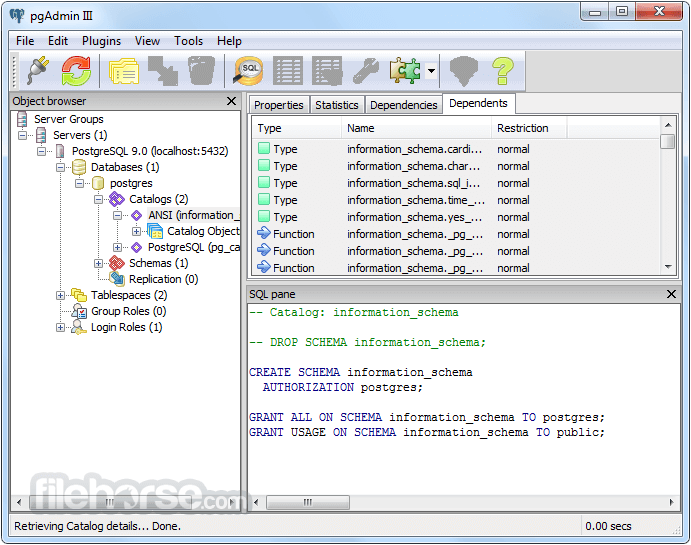 pgAdmin III
File Edit Plugins View Tools Help
SQL
Object browser
Server Groups
Servers (1)
PostgreSQL 9.0 (localhost:5432)
Databases (1)
postgres
Catalogs (2)
ANSI (information_
Catalog Object
PostgreSQL (pg_ca
Schemas (1)
Replication (0)
Tablespaces (2)
Group Roles (0)
Login Roles (1)
Properties Statistics Dependencies Dependents
Type Name Restriction
Type information_schema.cardi... normal
Type information_schema.char... normal
Type information_schema.sql_i... normal
Type information_schema.time_... normal
Type information_schema.yes_... normal
Function information_schema._pg_... normal
Function information_schema._pg_... normal
Function information_schema._pg_... normal
SQL pane
-- Catalog: information_schema
-- DROP SCHEMA information_schema;
CREATE SCHEMA information_schema
AUTHORIZATION postgres;
GRANT ALL ON SCHEMA information_schema TO postgres;
GRANT USAGE ON SCHEMA information_schema TO public;
filehorse.com
Retrieving Catalog details... Done. 0.00 secs